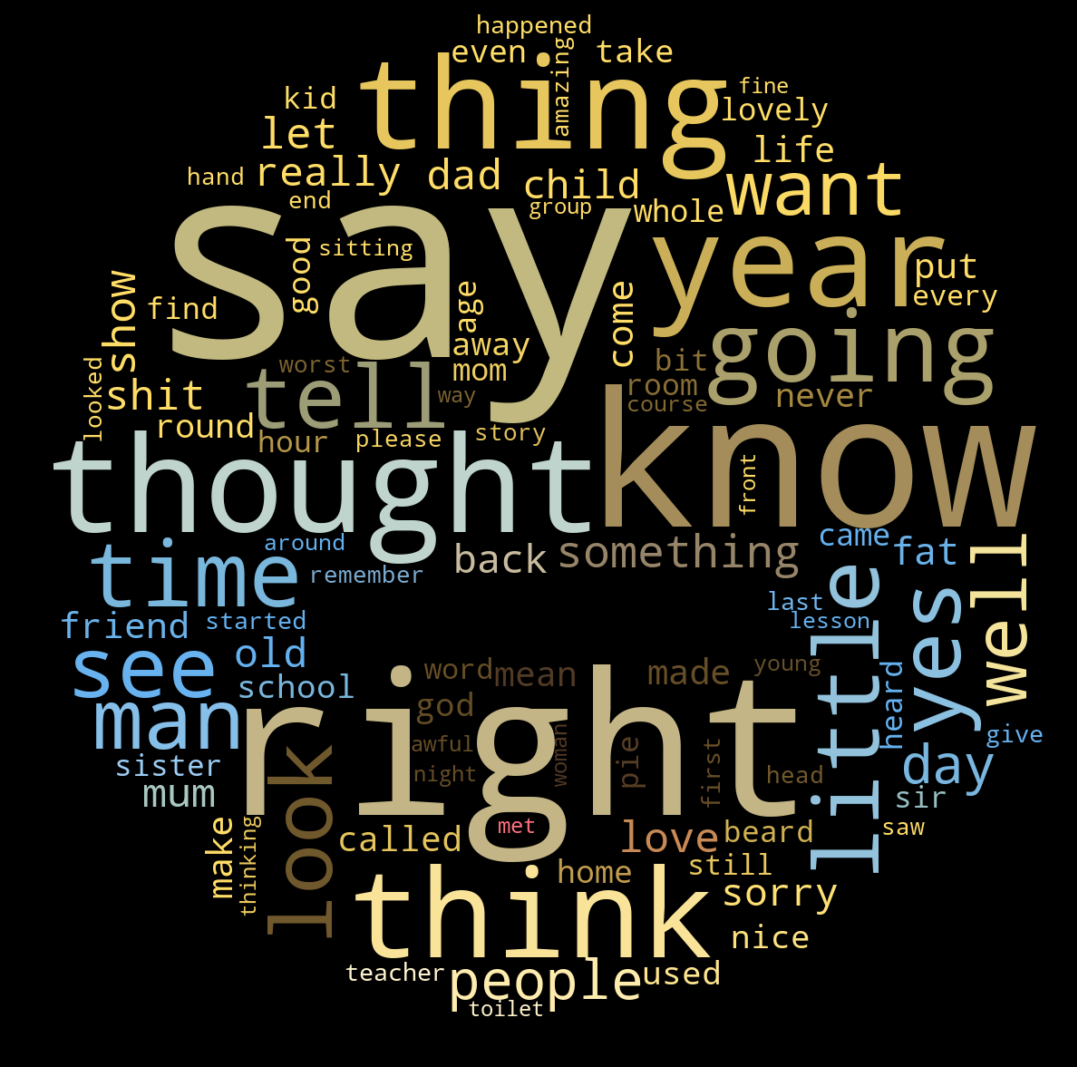 happened
even
amazing
take
thing
fine
kid
lovely
let
life
hand
really
dad
child
want
end
group
whole
say
year
good
sitting
put
show
find
age
come
every
going
away
looked
worst
tell
mom
way
bit
room
course
never
shit
round
hour
please
story
know
thought
front
time
around
remember
back
something
came
fat
well
friend
started
last
lesson
little
yes
see
old
school
word
mean
made
young
heard
give
man
god
right
awful
night
woman
pie
first
head
day
sister
mum
look
sir
met
called
love
beard
saw
make
thinking
home
still
think
sorry
nice
teacher
people
used
toilet